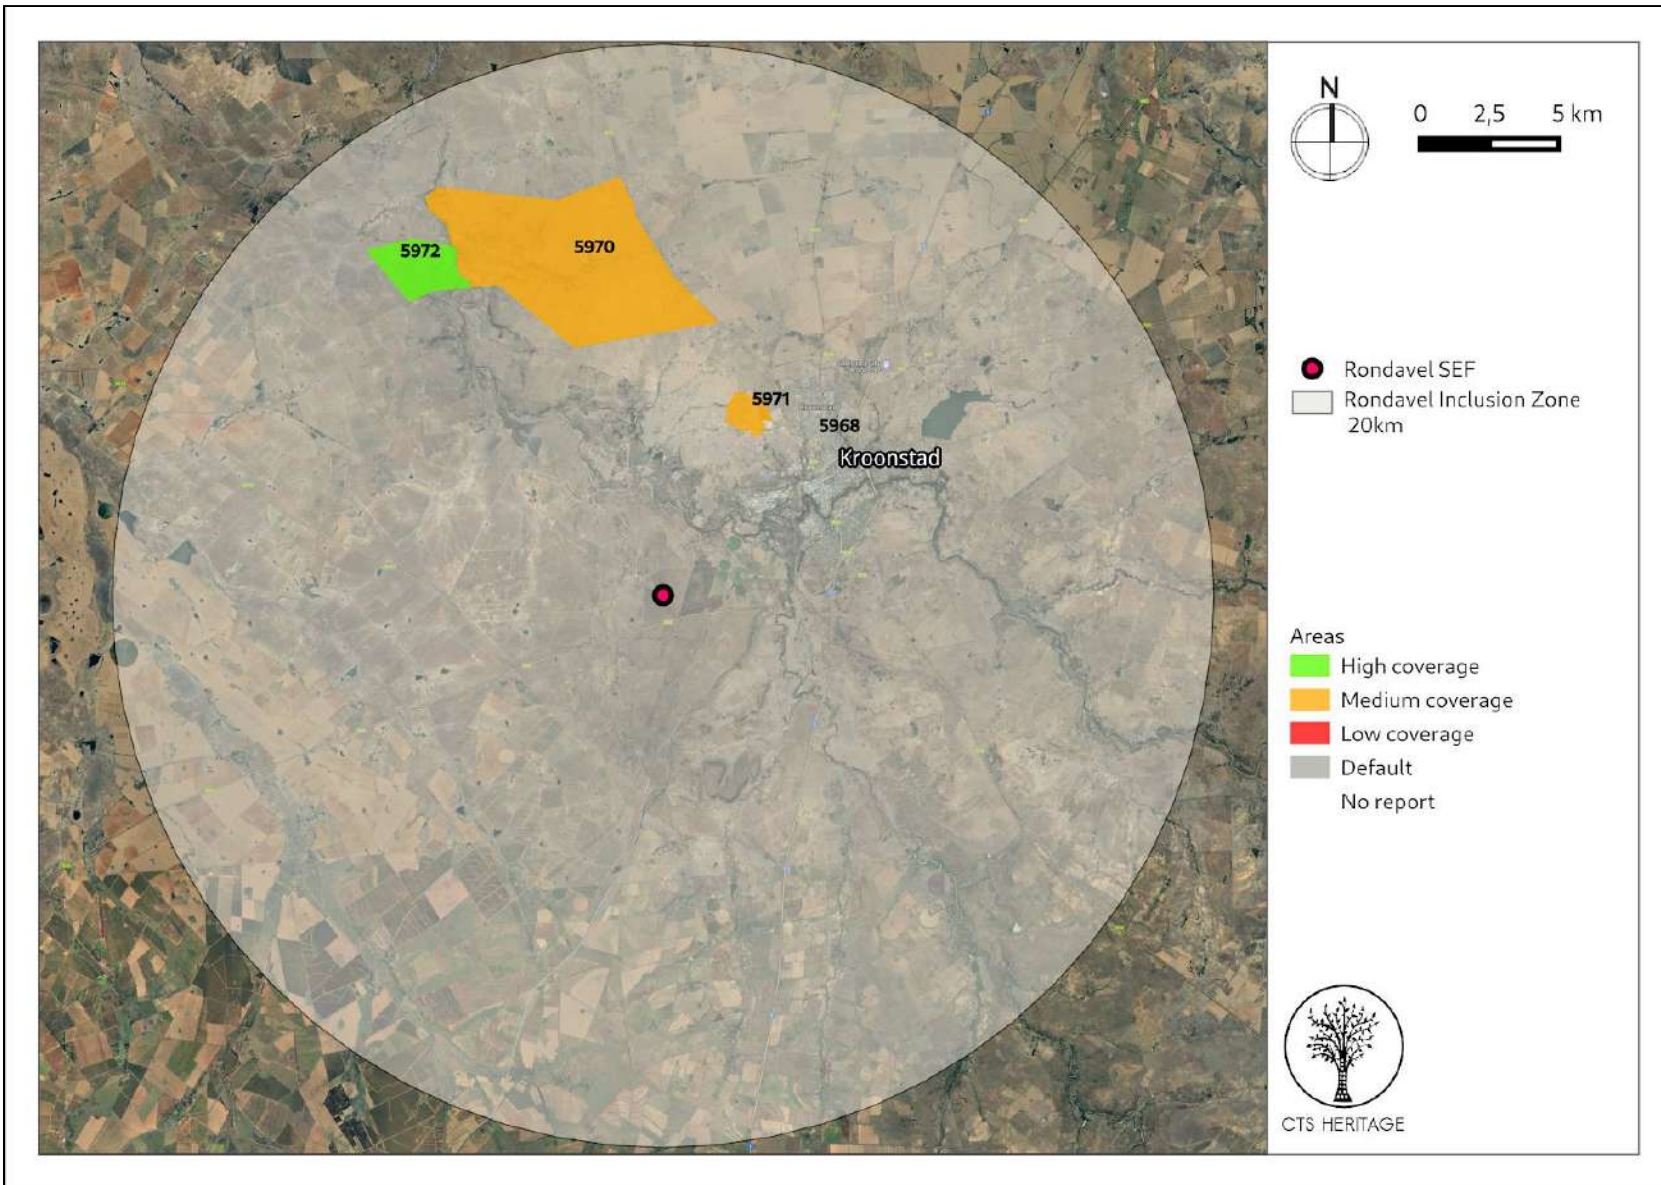 N
0 2,5 5 km
5972
5970
5971
5968
Kroonstad
Rondavel SEF
Rondavel Inclusion Zone
20km
Areas
High coverage
Medium coverage
Low coverage
Default
No report
CTS HERITAGE